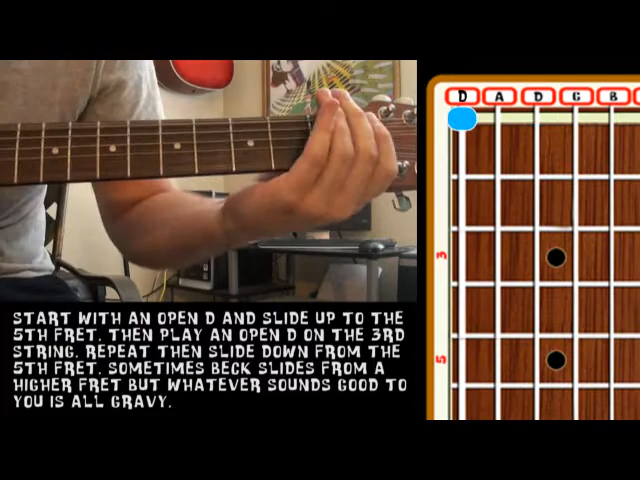 D A D G B
3
5
START WITH AN OPEN D AND SLIDE UP TO THE
5TH FRET. THEN PLAY AN OPEN D ON THE 3RD
STRING. REPEAT THEN SLIDE DOWN FROM THE
5TH FRET. SOMETIMES BECK SLIDES FROM A
HIGHER FRET BUT WHATEVER SOUNDS GOOD TO
YOU IS ALL GRAVY.